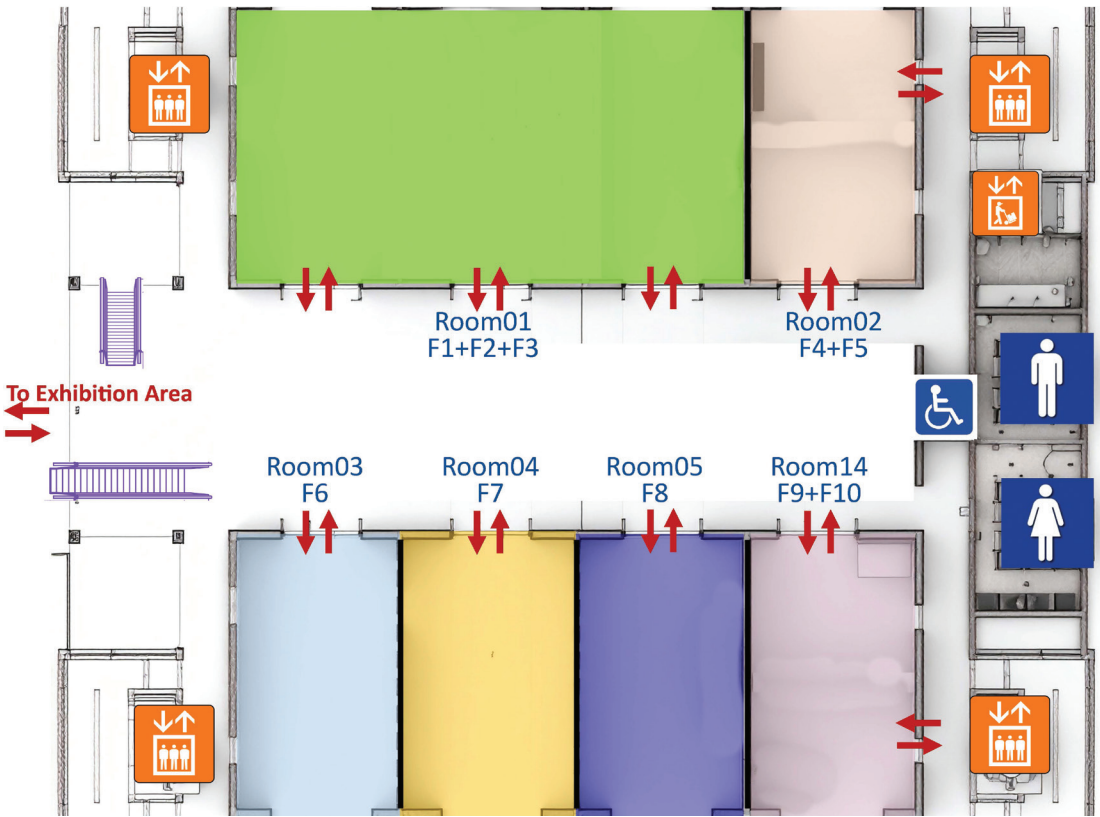 Room01
F1+F2+F3
Room02
F4+F5
To Exhibition Area
Room03
F6
Room04
F7
Room05
F8
Room14
F9+F10